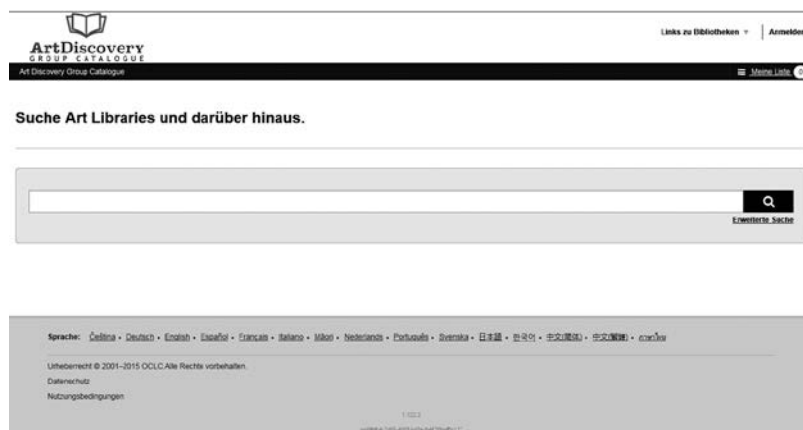 Links zu Bibliotheken ▼ Anmelden
ArtDiscovery
GROUP CATALOGUE
Art Discovery Group Catalogue
Meine Liste 0
Suche Art Libraries und darüber hinaus.
Erweiterte Suche
Sprache: Čeština • Deutsch • English • Español • Français • Italiano • Māori • Nederlands • Português • Svenska • 日本語 • 한국어 • 中文(简体) • 中文(繁體) • ภาษาไทย
Urheberrecht © 2001–2015 OCLC.Alle Rechte vorbehalten.
Datenschutz
Nutzungsbedingungen